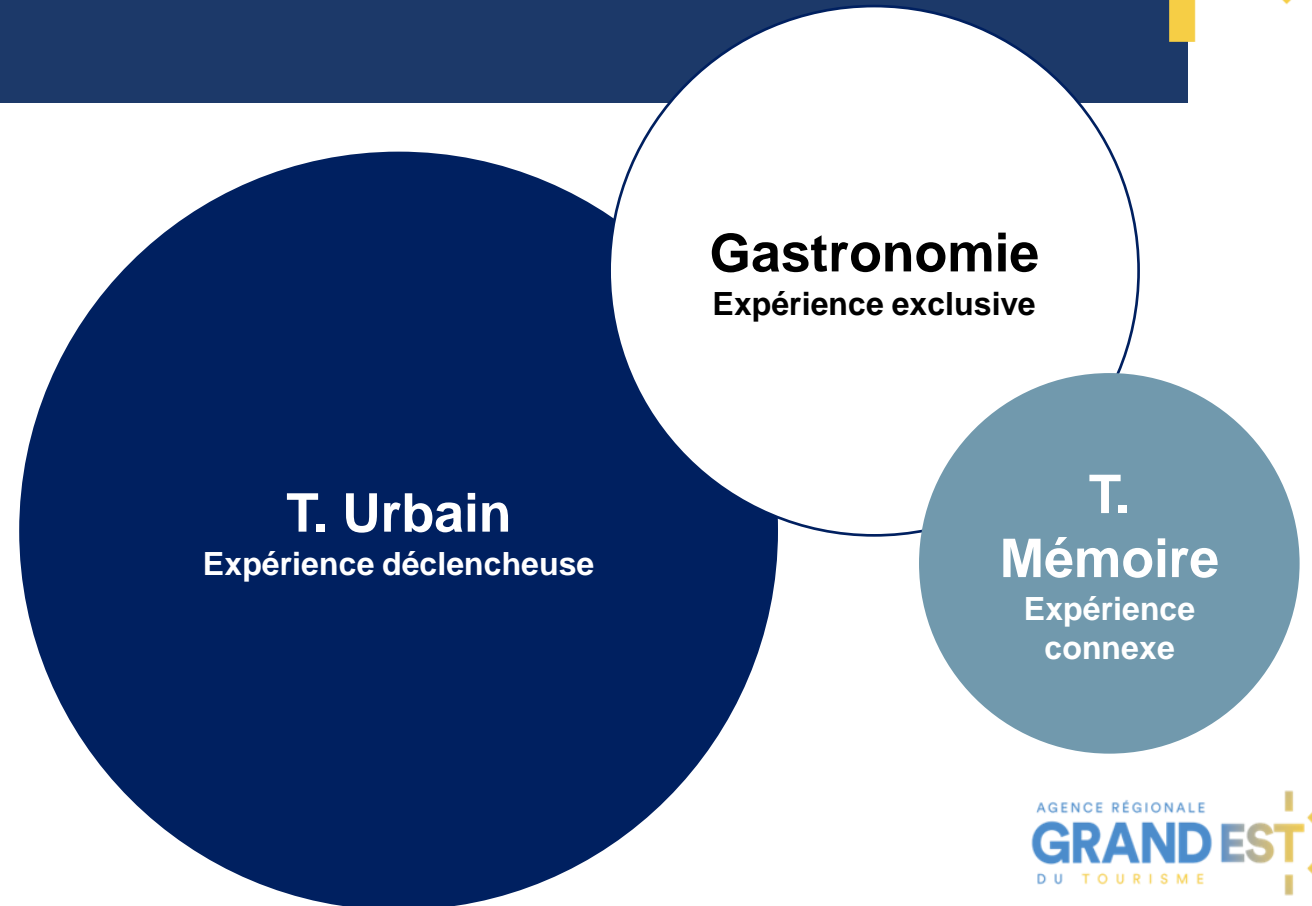 Gastronomie
Expérience exclusive
T. Urbain
Expérience déclencheuse
T.
Mémoire
Expérience
connexe
AGENCE RÉGIONALE
GRAND EST
DU TOURISME